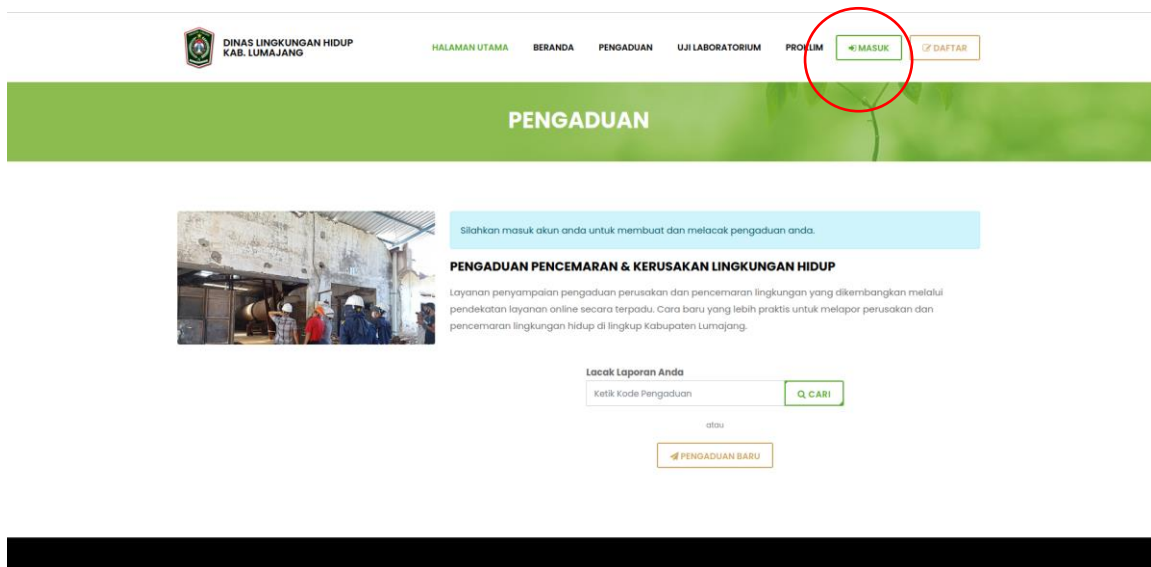 DINAS LINGKUNGAN HIDUP
KAB. LUMAJANG
HALAMAN UTAMA BERANDA PENGADUAN UJI LABORATORIUM PROKLIM MASUK DAFTAR
PENGADUAN
Silahkan masuk akun anda untuk membuat dan melacak pengaduan anda.
PENGADUAN PENCEMARAN & KERUSAKAN LINGKUNGAN HIDUP
Layanan penyampaian pengaduan perusakan dan pencemaran lingkungan yang dikembangkan melalui
pendekatan layanan online secara terpadu. Cara baru yang lebih praktis untuk melapor perusakan dan
pencemaran lingkungan hidup di lingkup Kabupaten Lumajang.
Lacak Laporan Anda
Ketik Kode Pengaduan CARI
atau
PENGADUAN BARU